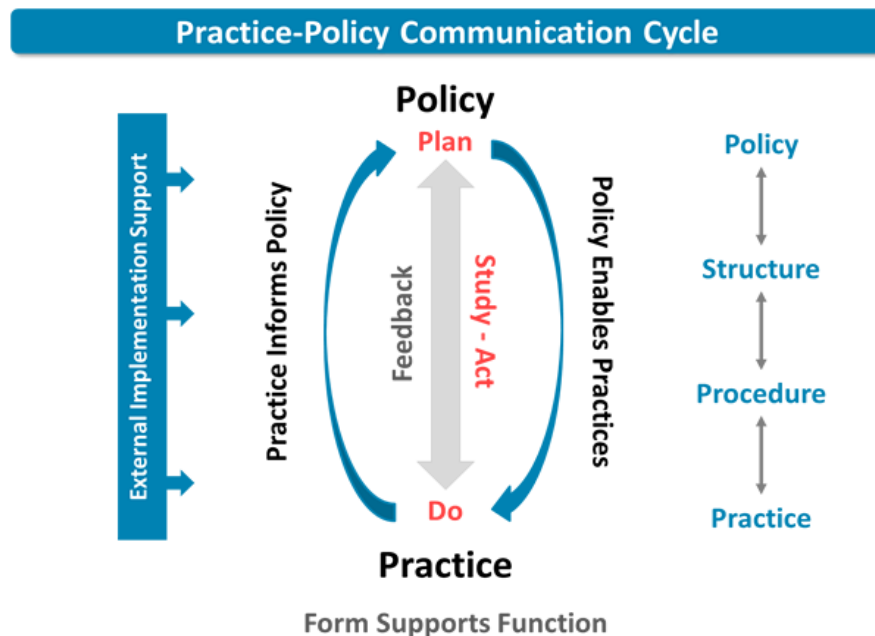 Practice-Policy Communication Cycle
External Implementation Support
Policy
Plan
Practice Informs Policy
Feedback
Study - Act
Policy Enables Practices
Do
Practice
Form Supports Function
Policy
Structure
Procedure
Practice